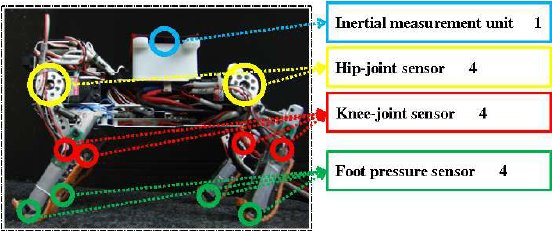 Inertial measurement unit 1
Hip-joint sensor 4
Knee-joint sensor 4
Foot pressure sensor 4